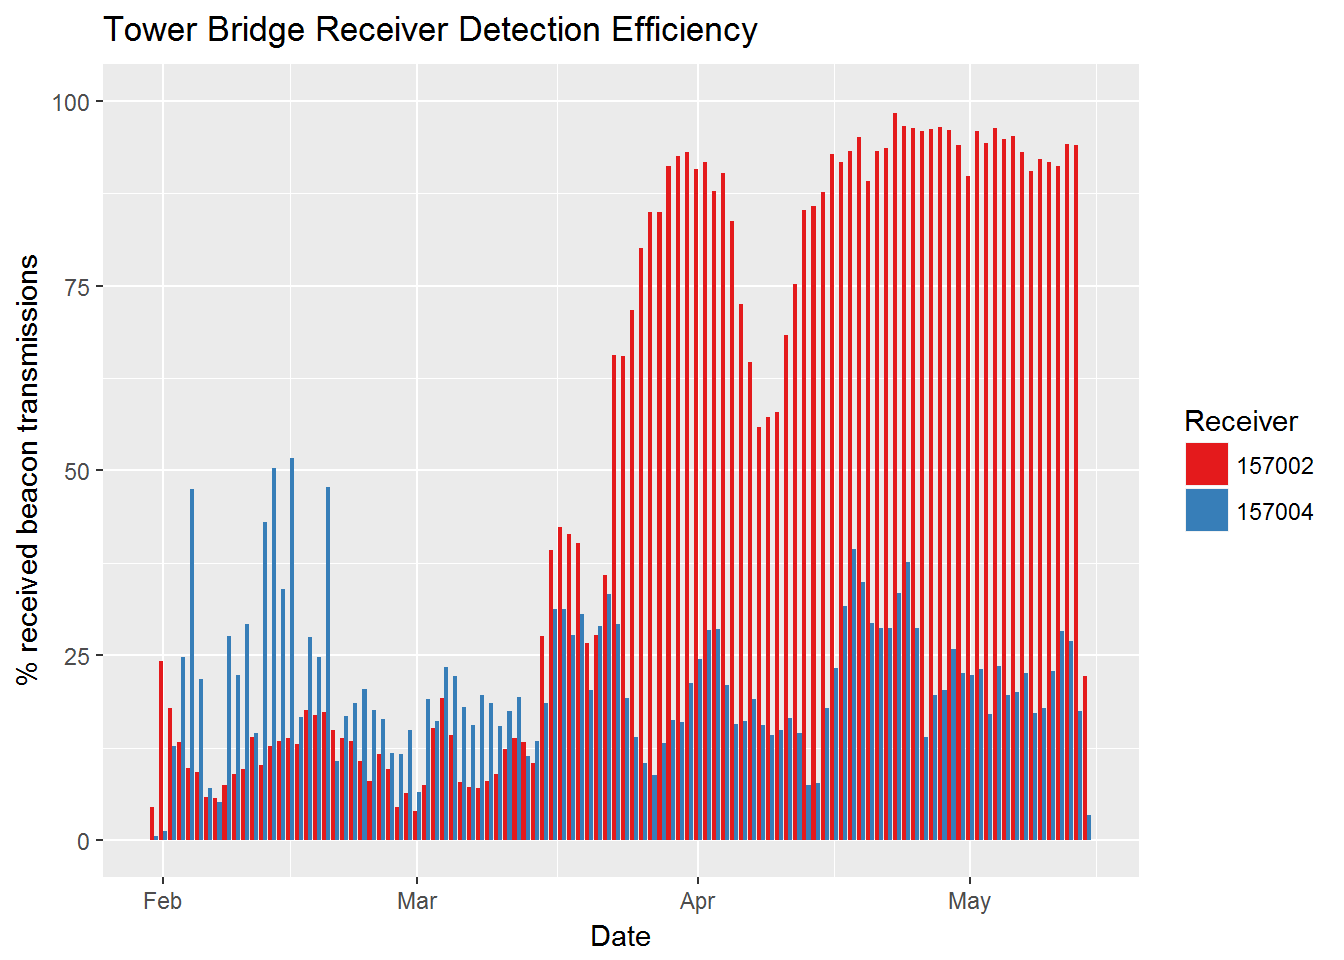 Tower Bridge Receiver Detection Efficiency
100
75
50
25
0
% received beacon transmissions
Feb
Mar
Apr
May
Date
Receiver
157002
157004